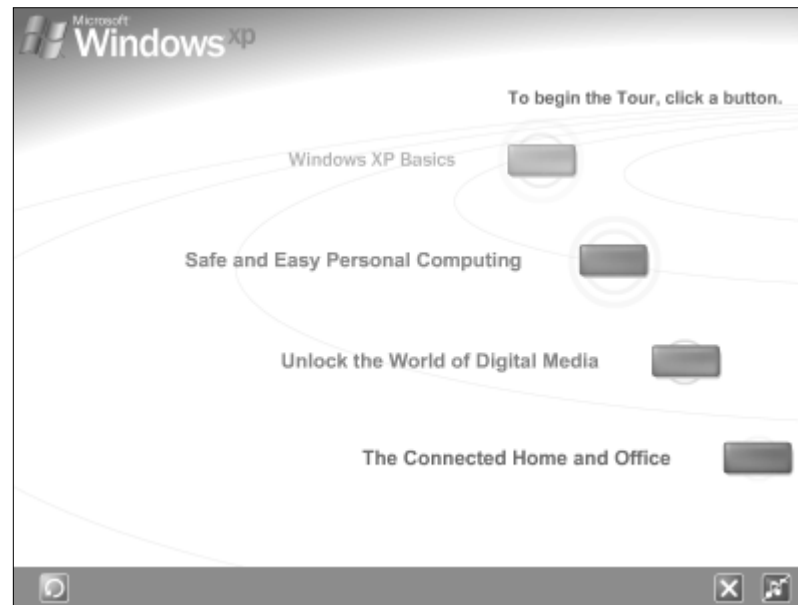 Microsoft
Windows xp
To begin the Tour, click a button.
Windows XP Basics
Safe and Easy Personal Computing
Unlock the World of Digital Media
The Connected Home and Office